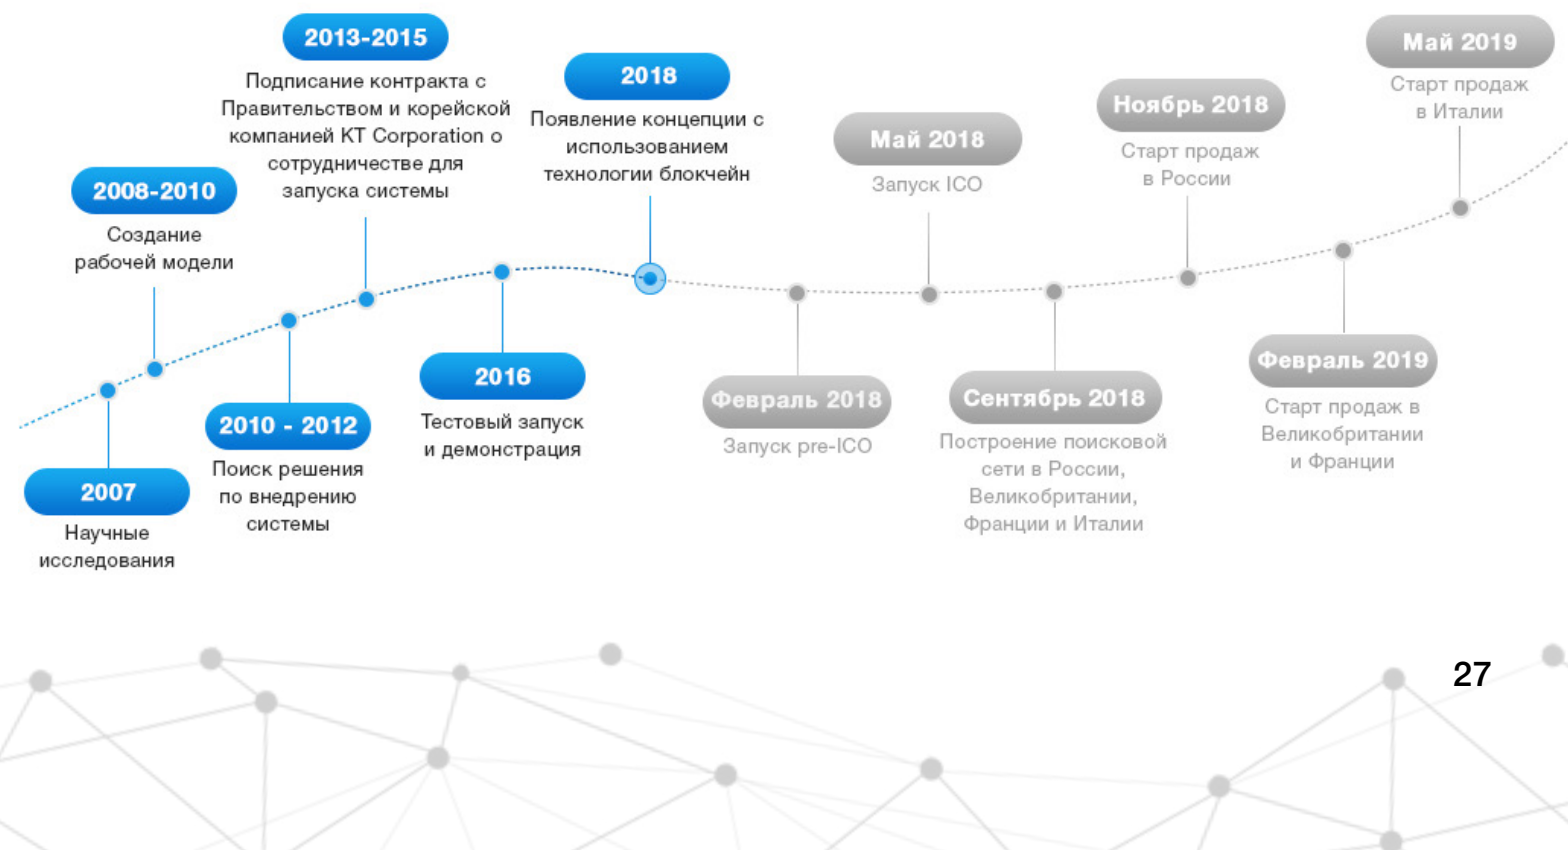 2007
Научные
исследования
2008-2010
Создание
рабочей модели
2010 - 2012
Поиск решения
по внедрению
системы
2013-2015
Подписание контракта с
Правительством и корейской
компанией KT Corporation о
сотрудничестве для
запуска системы
2016
Тестовый запуск
и демонстрация
2018
Появление концепции с
использованием
технологии блокчейн
Февраль 2018
Запуск pre-ICO
Май 2018
Запуск ICO
Сентябрь 2018
Построение поисковой
сети в России,
Великобритании,
Франции и Италии
Ноябрь 2018
Старт продаж
в России
Февраль 2019
Старт продаж в
Великобритании
и Франции
Май 2019
Старт продаж
в Италии
27